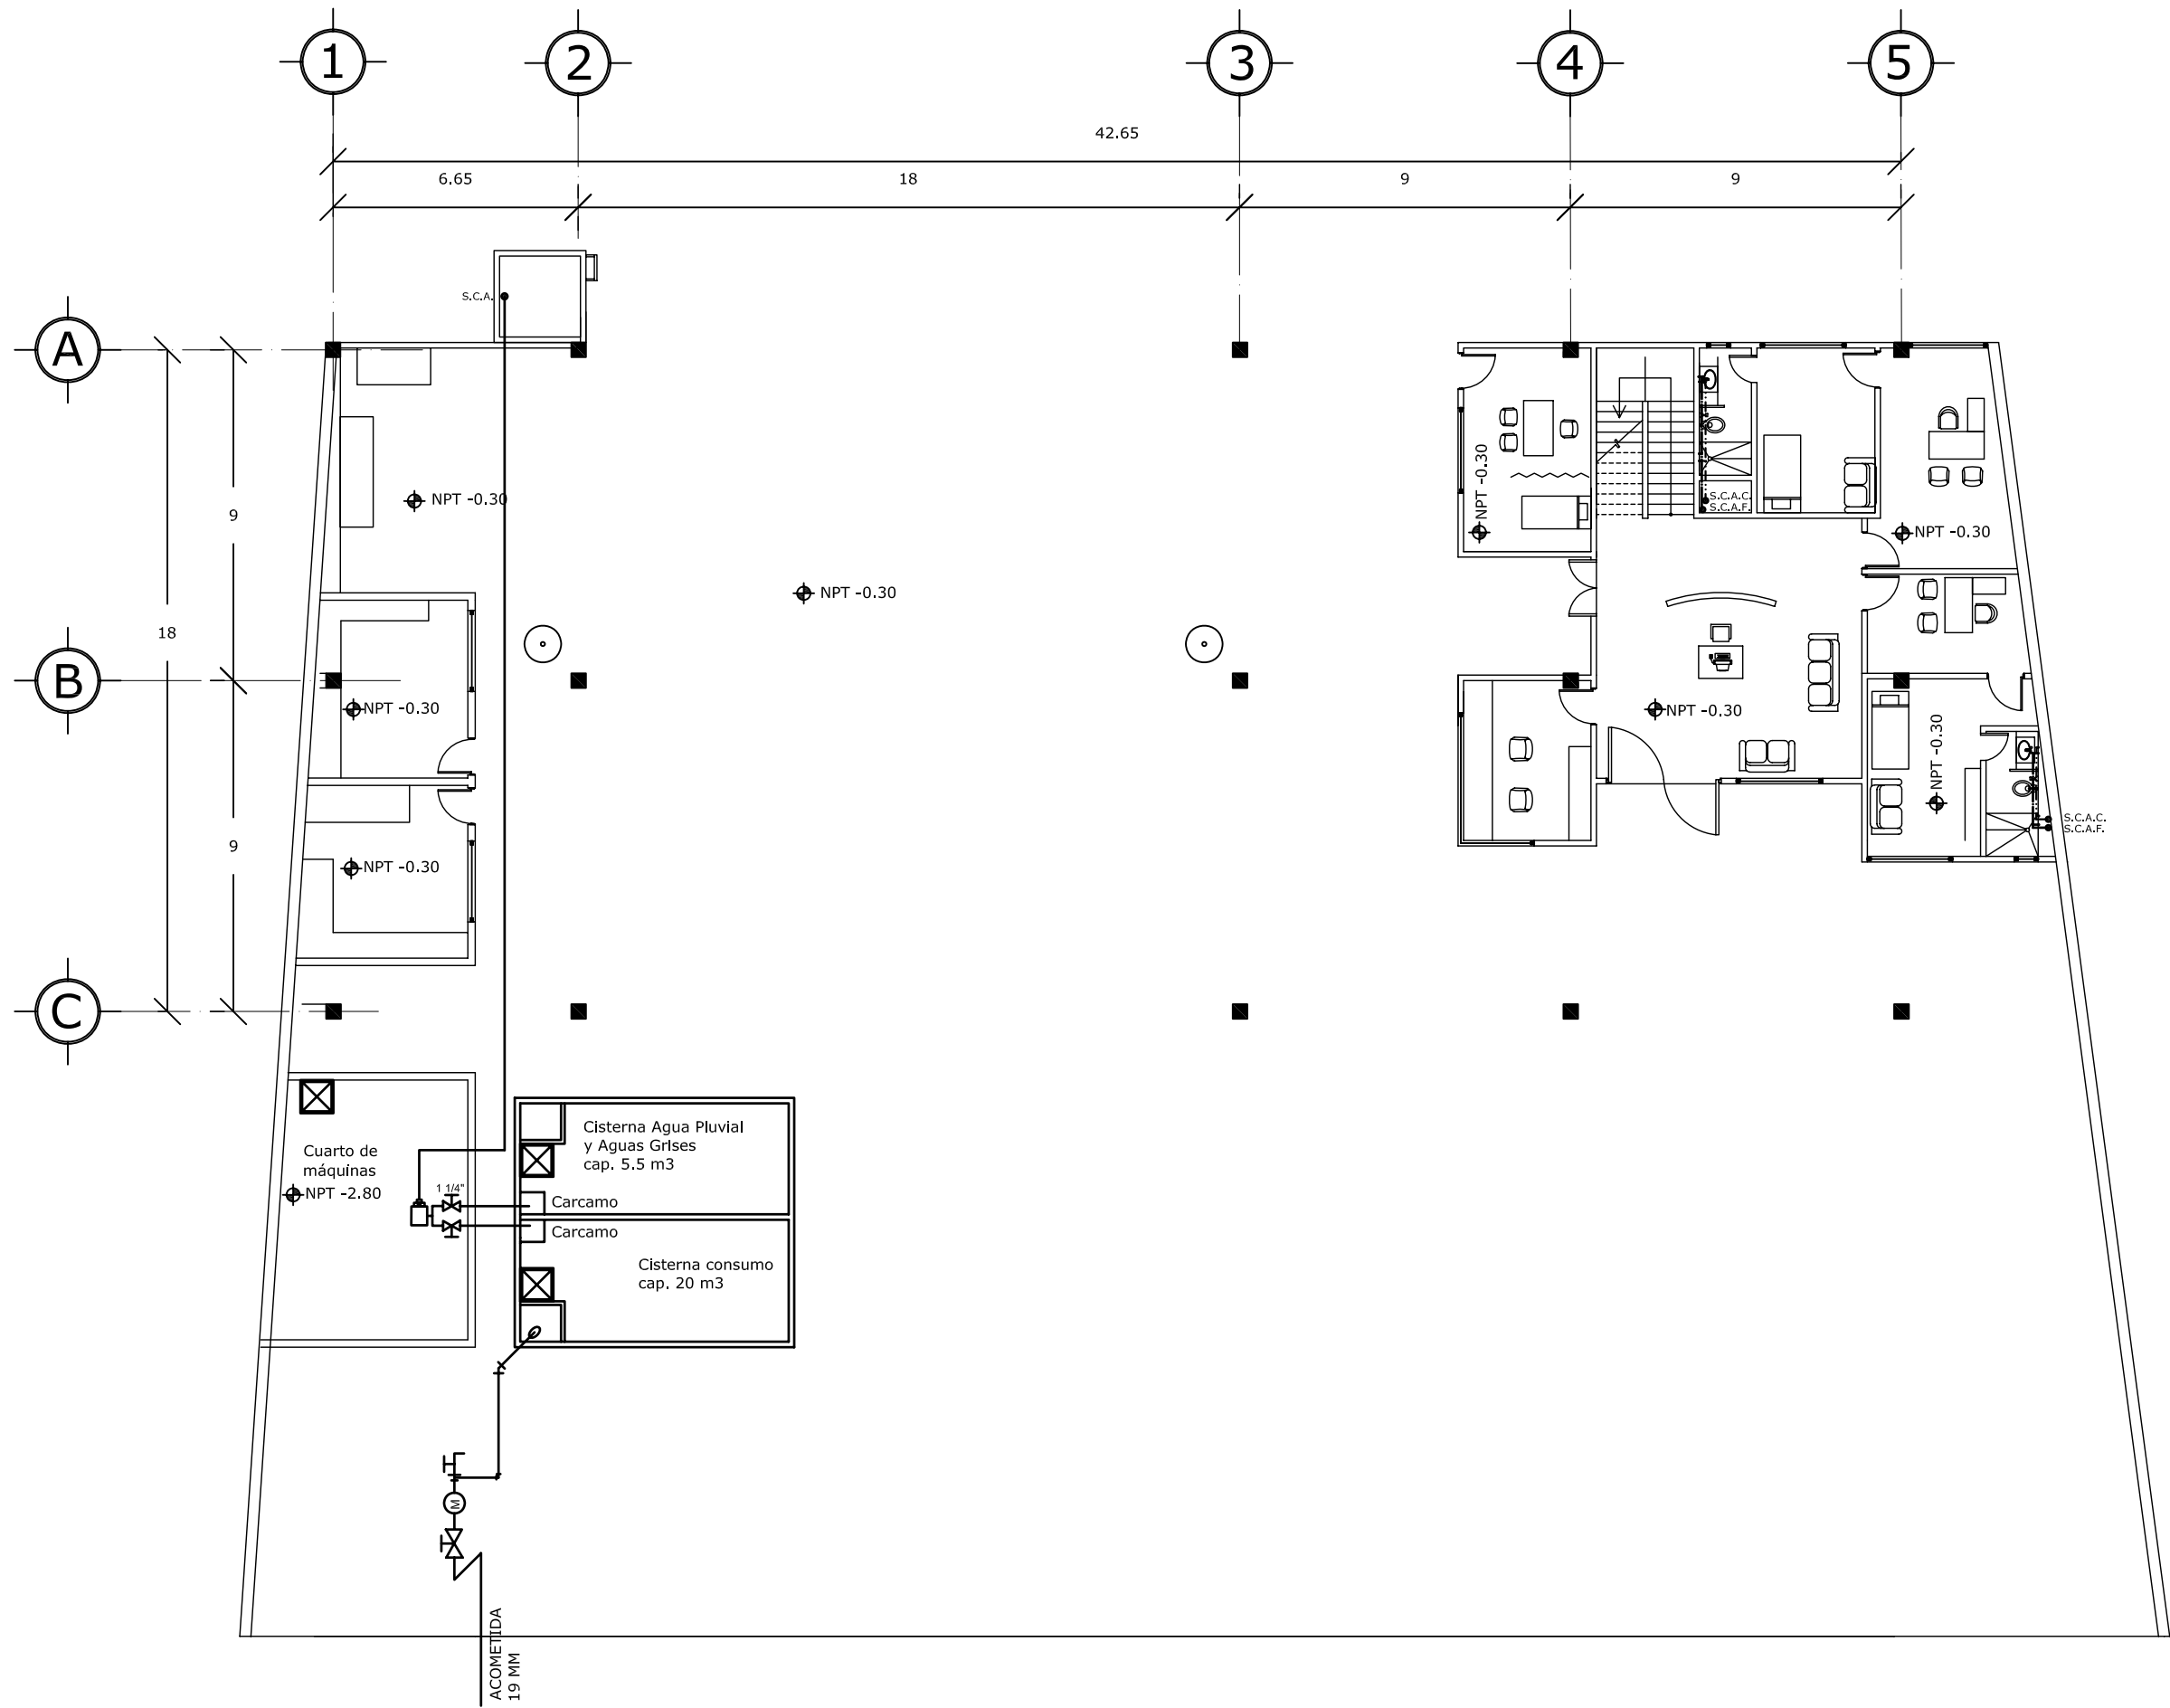 1
2
3
4
5
42.65
6.65
18
9
9
S.C.A.
A
NPT -0.30
NPT -0.30
S.C.A.C.
S.C.A.F.
NPT -0.30
9
NPT -0.30
18
B
NPT -0.30
NPT -0.30
NPT -0.30
S.C.A.C.
S.C.A.F.
9
NPT -0.30
C
Cisterna Agua Pluvial
y Aguas Grises
cap. 5.5 m3
Cuarto de
máquinas
NPT -2.80
1 1/4"
Carcamo
Carcamo
Cisterna consumo
cap. 20 m3
M
ACOMETIDA
19 MM